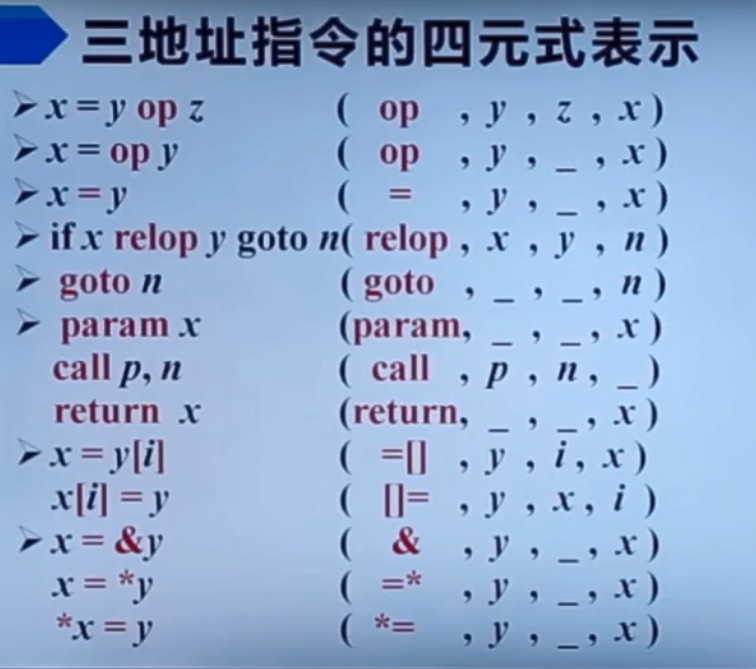 三地址指令的四元式表示
➢ x = y op z ( op , y , z , x )
➢ x = op y ( op , y , _ , x )
➢ x = y ( = , y , _ , x )
➢ if x relop y goto n ( relop , x , y , n )
➢ goto n ( goto , _ , _ , n )
➢ param x (param, _ , _ , x )
call p, n ( call , p , n , _ )
return x (return, _ , _ , x )
➢ x = y[i] ( =[] , y , i , x )
x[i] = y ( []= , y , x , i )
➢ x = &y ( & , y , _ , x )
x = *y ( =* , y , _ , x )
*x = y ( *= , y , _ , x )